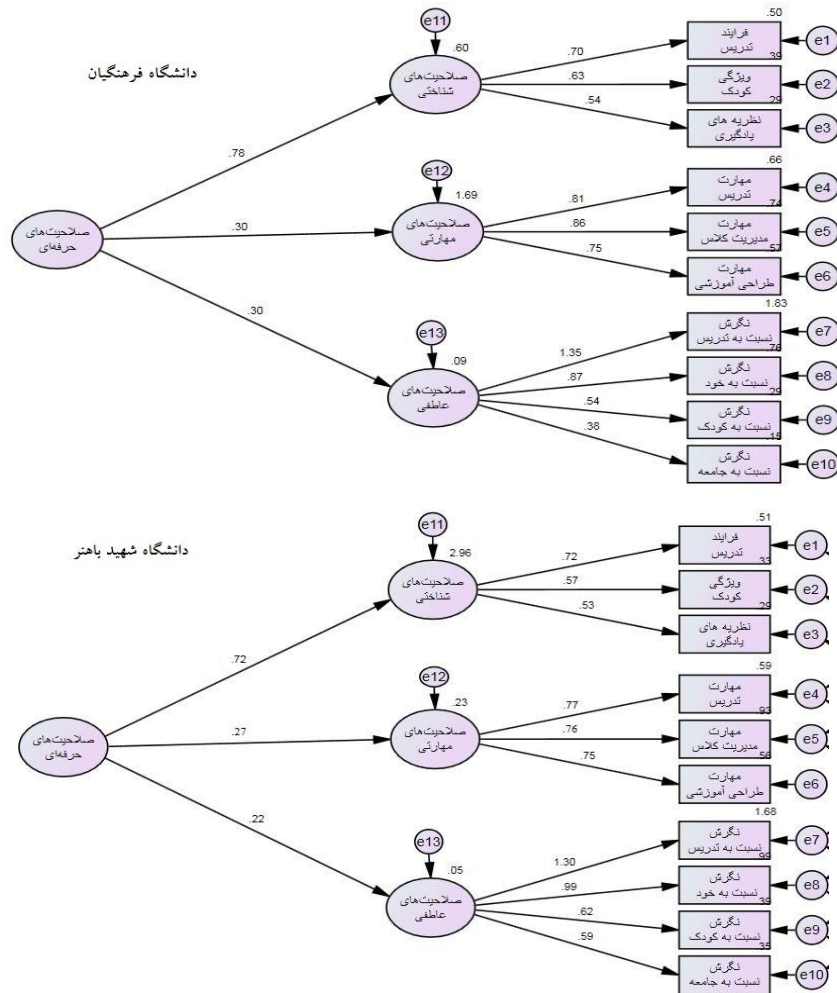 دانشگاه فرهنگیان
e11
.60
صلاحیت‌های
شناختی
.78
.70
.63
.54
.50
فرایند
تدریس
e1
.39
ویژگی
کودک
e2
.29
نظریه های
یادگیری
e3
صلاحیت‌های
حرفه‌ای
.30
e12
1.69
صلاحیت‌های
مهارتی
.81
.86
.75
.66
مهارت
تدریس
e4
.74
مهارت
مدیریت کلاس
e5
.57
مهارت
طراحی آموزشی
e6
.30
e13
.09
صلاحیت‌های
عاطفی
1.35
.87
.54
.38
1.83
نگرش
نسبت به تدریس
e7
.76
نگرش
نسبت به خود
e8
.29
نگرش
نسبت به کودک
e9
.15
نگرش
نسبت به جامعه
e10
دانشگاه شهید باهنر
e11
2.96
صلاحیت‌های
شناختی
.72
.72
.57
.53
.51
فرایند
تدریس
e1
.33
ویژگی
کودک
e2
.29
نظریه های
یادگیری
e3
صلاحیت‌های
حرفه‌ای
.27
e12
.23
صلاحیت‌های
مهارتی
.77
.76
.75
.59
مهارت
تدریس
e4
.93
مهارت
مدیریت کلاس
e5
.56
مهارت
طراحی آموزشی
e6
.22
e13
.05
صلاحیت‌های
عاطفی
1.30
.99
.62
.59
1.68
نگرش
نسبت به تدریس
e7
.99
نگرش
نسبت به خود
e8
.39
نگرش
نسبت به کودک
e9
.35
نگرش
نسبت به جامعه
e10